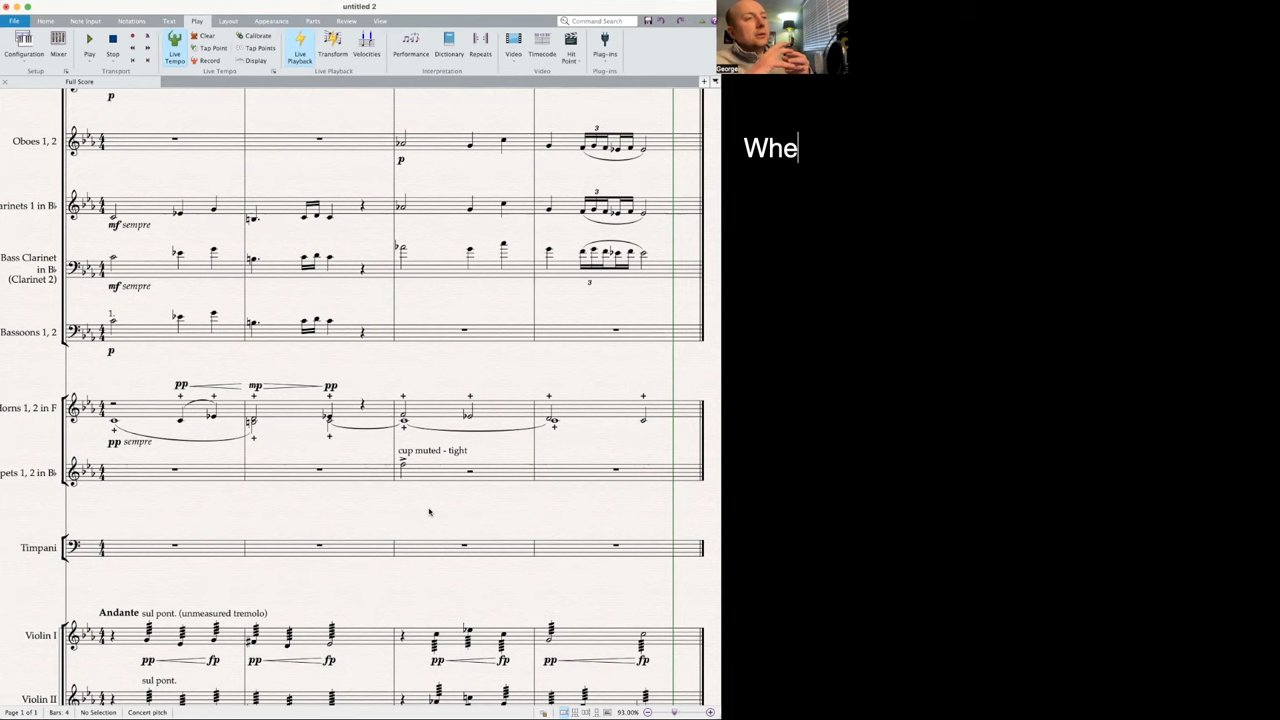 untitled 2
File Home Note Input Notations Text Play Layout Appearance Parts Review View Command Search
Configuration Mixer Play Stop Live Tempo Clear Tap Point Record Calibrate Tap Points Display Live Playback Transform Velocities Performance Dictionary Repeats Video Timecode Hit Point Plug-ins
Setup Transport Live Tempo Live Playback Interpretation Video Plug-ins
George
Full Score
p
Whe
Oboes 1, 2
3
p
3
arinets 1 in B♭
mf sempre
Bass Clarinet
in B♭
(Clarinet 2)
mf sempre
3
1.
Bassoons 1, 2
p
pp mp pp
Horns 1, 2 in F
pp sempre
cup muted - tight
pets 1, 2 in B♭
Timpani
Andante sul pont. (unmeasured tremolo)
Violin I
pp fp pp fp pp fp pp fp
sul pont.
Violin II
Page 1 of 1 Bars: 4 No Selection Concert pitch 93.00%